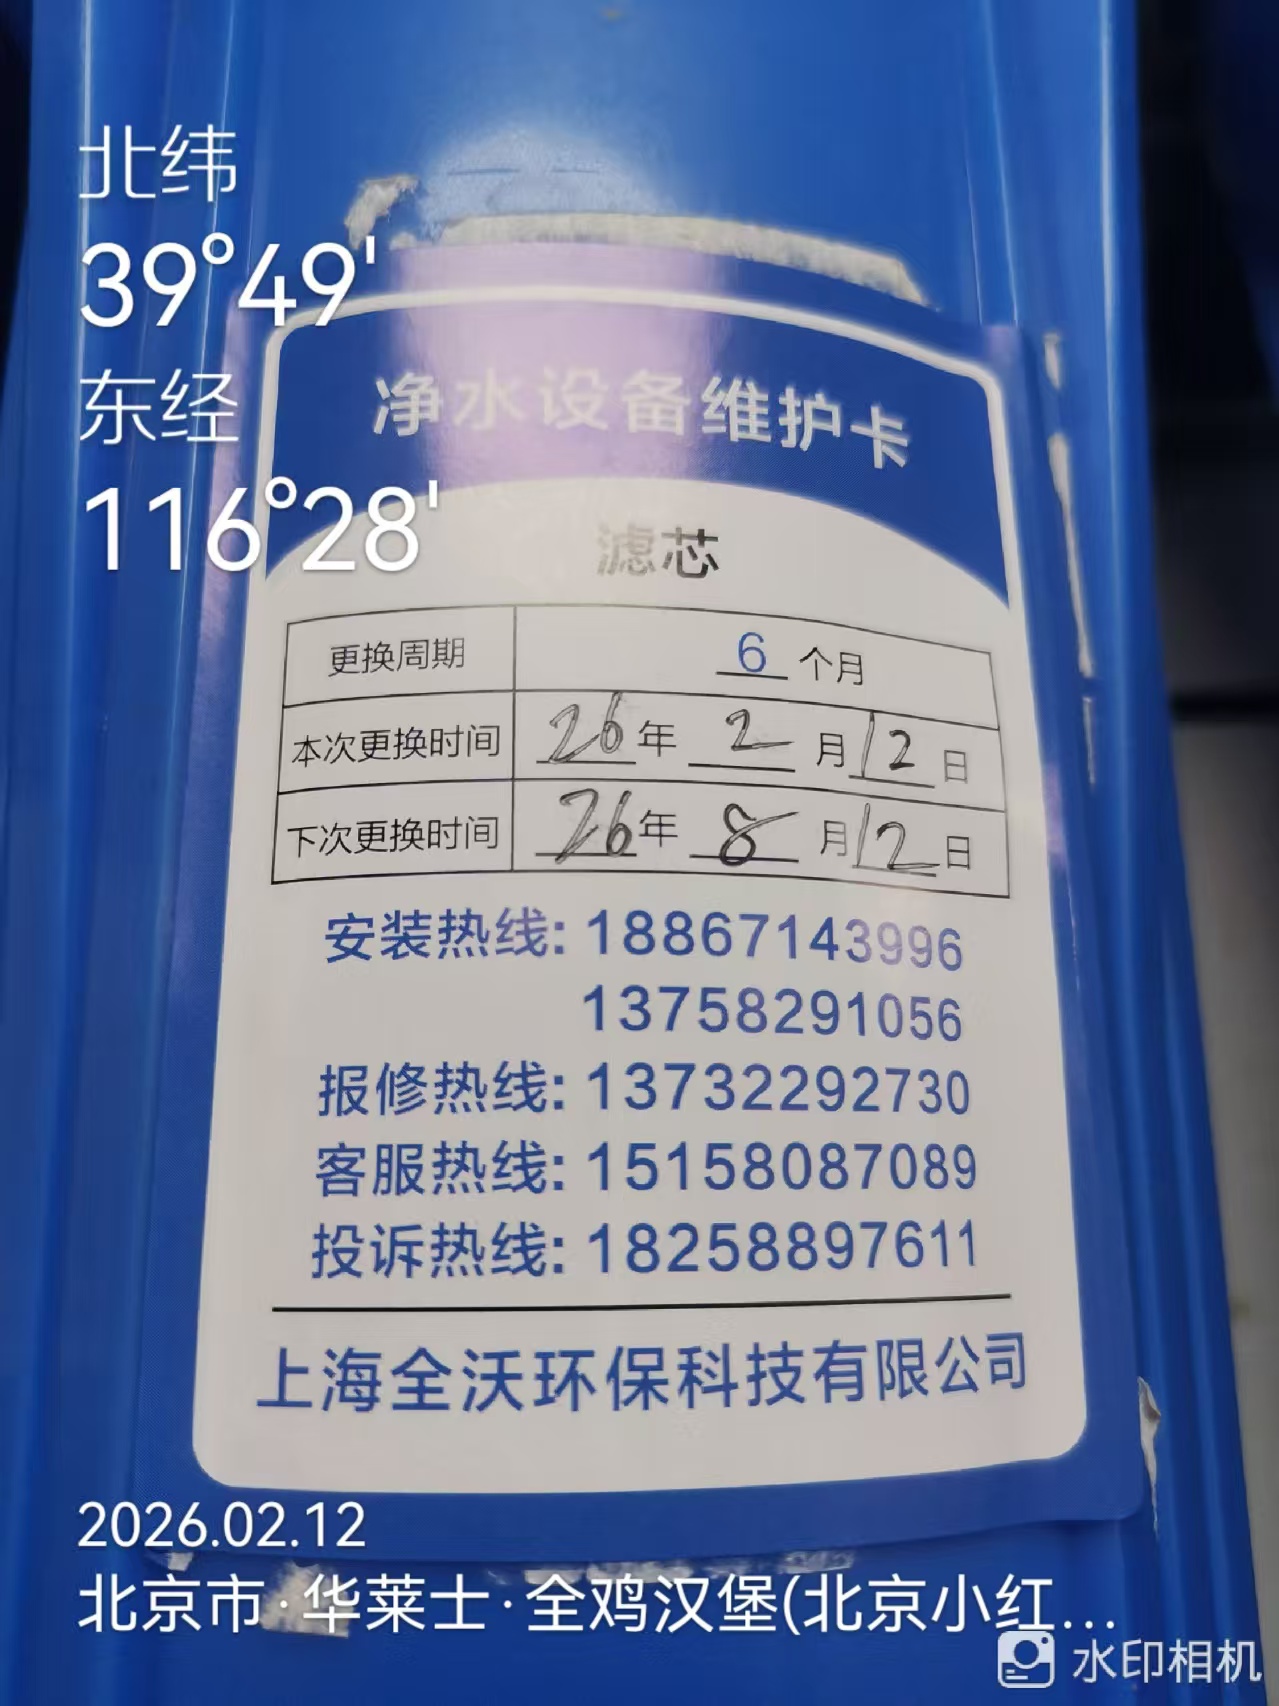 北纬
39°49'
东经
116°28'
净水设备维护卡
滤芯
更换周期 6 个月
本次更换时间 26年 2 月 12 日
下次更换时间 26年 8 月 12 日
安装热线: 18867143996
13758291056
报修热线: 13732292730
客服热线: 15158087089
投诉热线: 18258897611
上海全沃环保科技有限公司
2026.02.12
北京市·华莱士·全鸡汉堡(北京小红...
水印相机